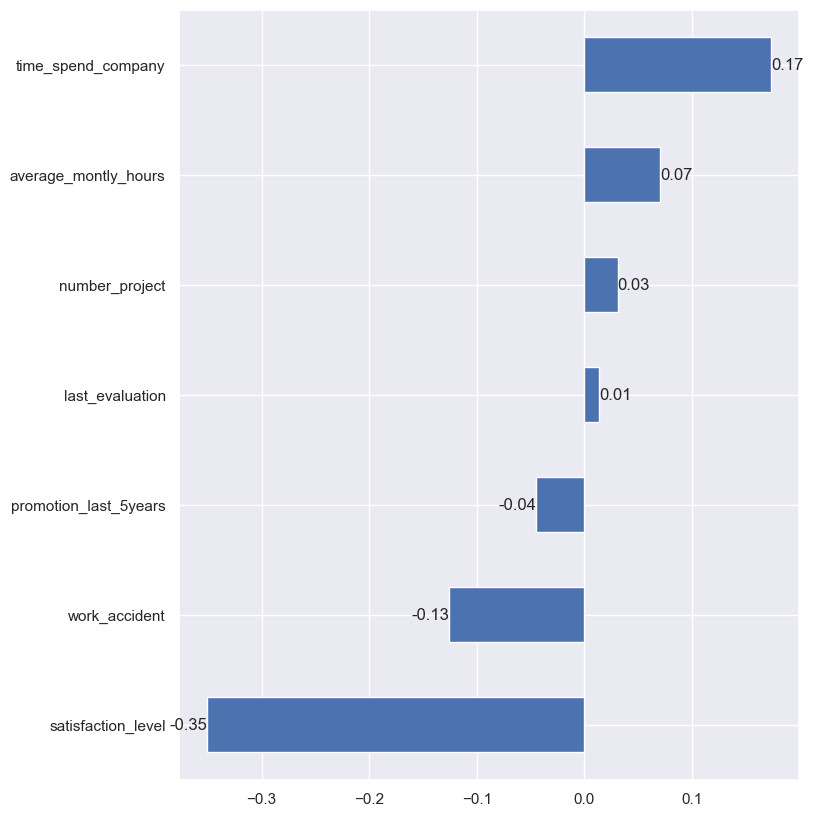 time_spend_company 0.17
average_montly_hours 0.07
number_project 0.03
last_evaluation 0.01
promotion_last_5years -0.04
work_accident -0.13
satisfaction_level -0.35
−0.3 −0.2 −0.1 0.0 0.1